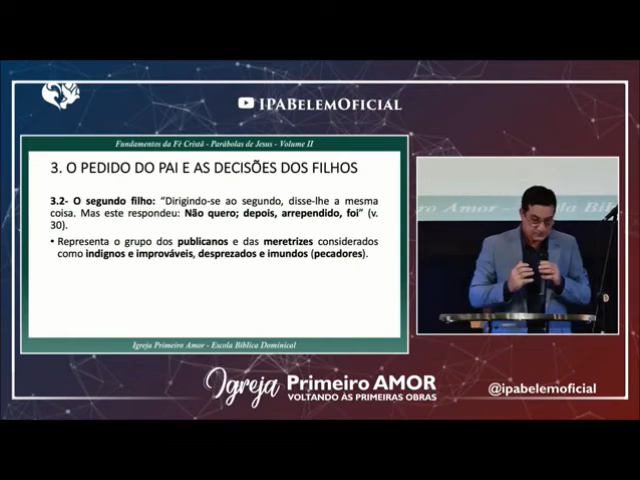 IPABelemOficial
Fundamentos da Fé Cristã - Parábolas de Jesus - Volume II
3. O PEDIDO DO PAI E AS DECISÕES DOS FILHOS
3.2- O segundo filho: “Dirigindo-se ao segundo, disse-lhe a mesma
coisa. Mas este respondeu: Não quero; depois, arrependido, foi” (v.
30).
• Representa o grupo dos publicanos e das meretrizes considerados
como indignos e improváveis, desprezados e imundos (pecadores).
Igreja Primeiro Amor - Escola Bíblica Dominical
Igreja Primeiro AMOR
VOLTANDO ÀS PRIMEIRAS OBRAS
@ipabelemoficial